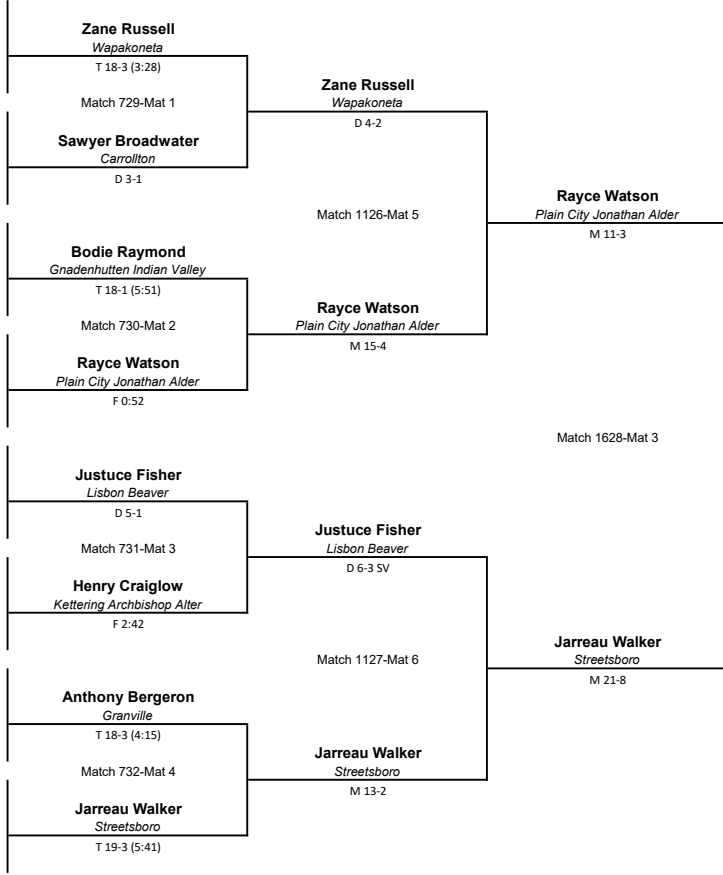 Zane Russell
Wapakoneta
T 18-3 (3:28)
Match 729-Mat 1
Sawyer Broadwater
Carrollton
D 3-1
Zane Russell
Wapakoneta
D 4-2
Match 1126-Mat 5
Bodie Raymond
Gnadenhutten Indian Valley
T 18-1 (5:51)
Match 730-Mat 2
Rayce Watson
Plain City Jonathan Alder
F 0:52
Rayce Watson
Plain City Jonathan Alder
M 15-4
Rayce Watson
Plain City Jonathan Alder
M 11-3
Match 1628-Mat 3
Justuce Fisher
Lisbon Beaver
D 5-1
Match 731-Mat 3
Henry Craiglow
Kettering Archbishop Alter
F 2:42
Justuce Fisher
Lisbon Beaver
D 6-3 SV
Match 1127-Mat 6
Anthony Bergeron
Granville
T 18-3 (4:15)
Match 732-Mat 4
Jarreau Walker
Streetsboro
T 19-3 (5:41)
Jarreau Walker
Streetsboro
M 13-2
Jarreau Walker
Streetsboro
M 21-8